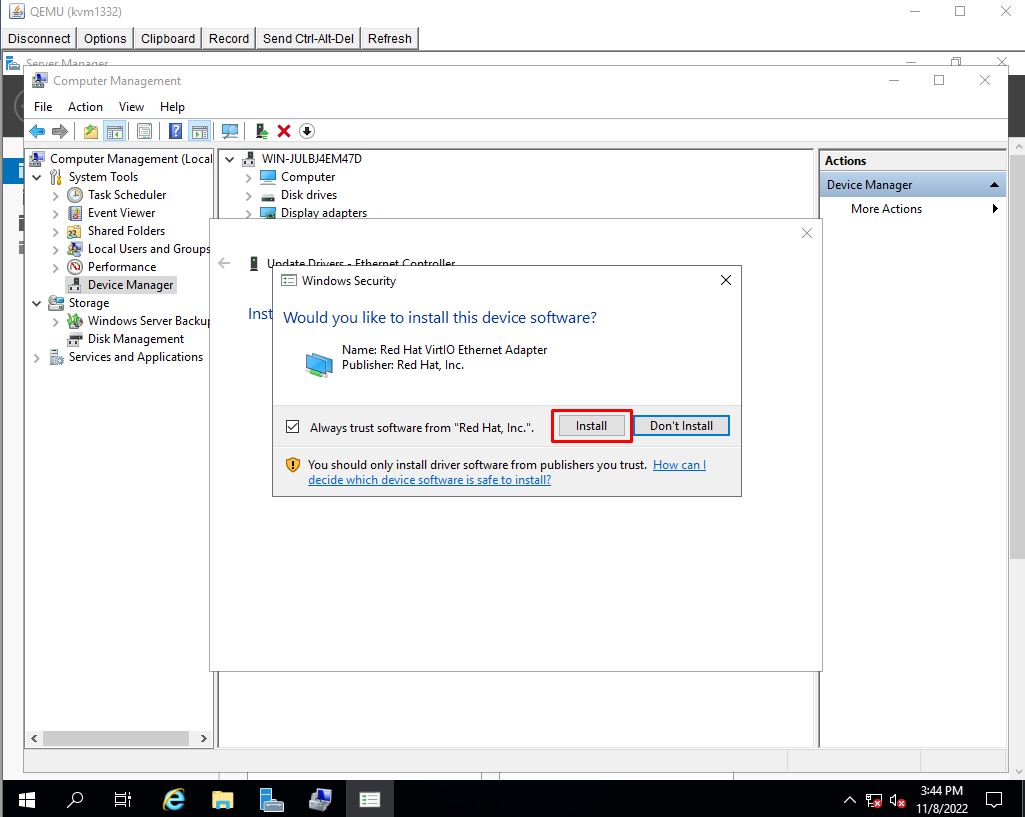 QEMU (kvm1332)
Disconnect Options Clipboard Record Send Ctrl-Alt-Del Refresh
Server Manager
Computer Management
File Action View Help
Computer Management (Local
System Tools
Task Scheduler
Event Viewer
Shared Folders
Local Users and Groups
Performance
Device Manager
Storage
Windows Server Backup
Disk Management
Services and Applications
WIN-JULBJ4EM47D
Computer
Disk drives
Display adapters
Actions
Device Manager
More Actions
Update Drivers - Ethernet Controller
Inst
Windows Security
Would you like to install this device software?
Name: Red Hat VirtIO Ethernet Adapter
Publisher: Red Hat, Inc.
Always trust software from "Red Hat, Inc.".
Install
Don't Install
You should only install driver software from publishers you trust. How can I
decide which device software is safe to install?
3:44 PM
11/8/2022